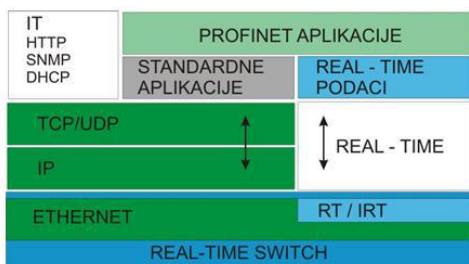 IT
HTTP
SNMP
DHCP
PROFINET APLIKACIJE
STANDARDNE
APLIKACIJE
REAL - TIME
PODACI
TCP/UDP
IP
REAL - TIME
ETHERNET
RT / IRT
REAL-TIME SWITCH